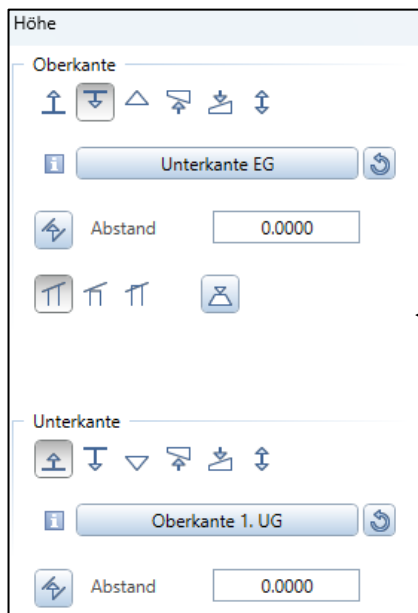 Höhe
Oberkante
Unterkante EG
Abstand 0.0000
Unterkante
Oberkante 1. UG
Abstand 0.0000